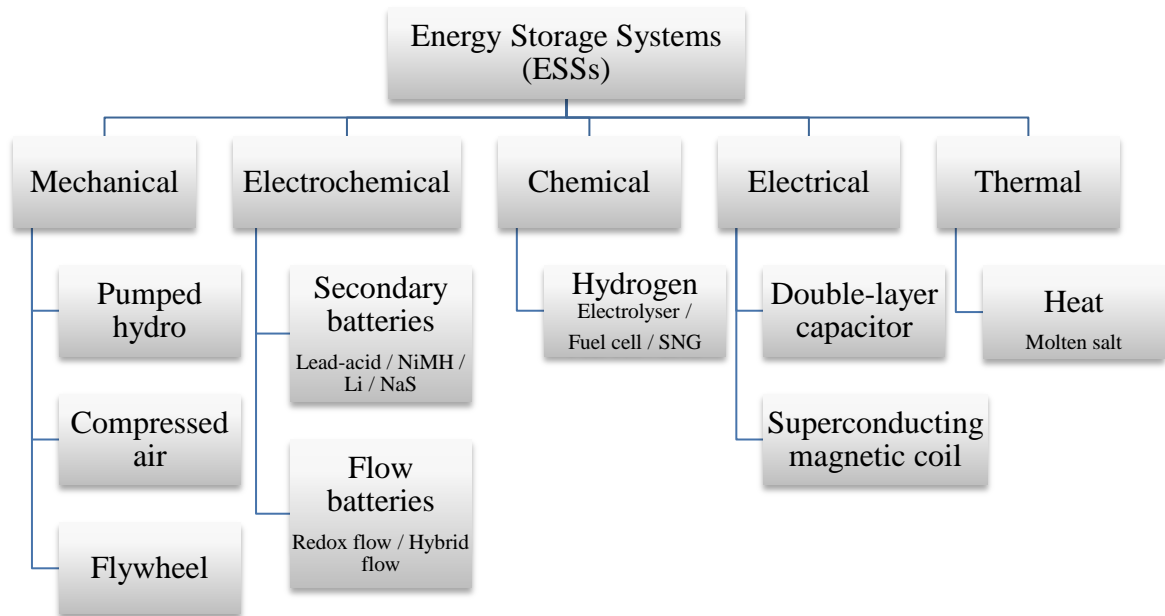 Energy Storage Systems
(ESSs)
Mechanical
Electrochemical
Chemical
Electrical
Thermal
Pumped
hydro
Compressed
air
Flywheel
Secondary
batteries
Lead-acid / NiMH /
Li / NaS
Flow
batteries
Redox flow / Hybrid
flow
Hydrogen
Electrolyser /
Fuel cell / SNG
Double-layer
capacitor
Superconducting
magnetic coil
Heat
Molten salt